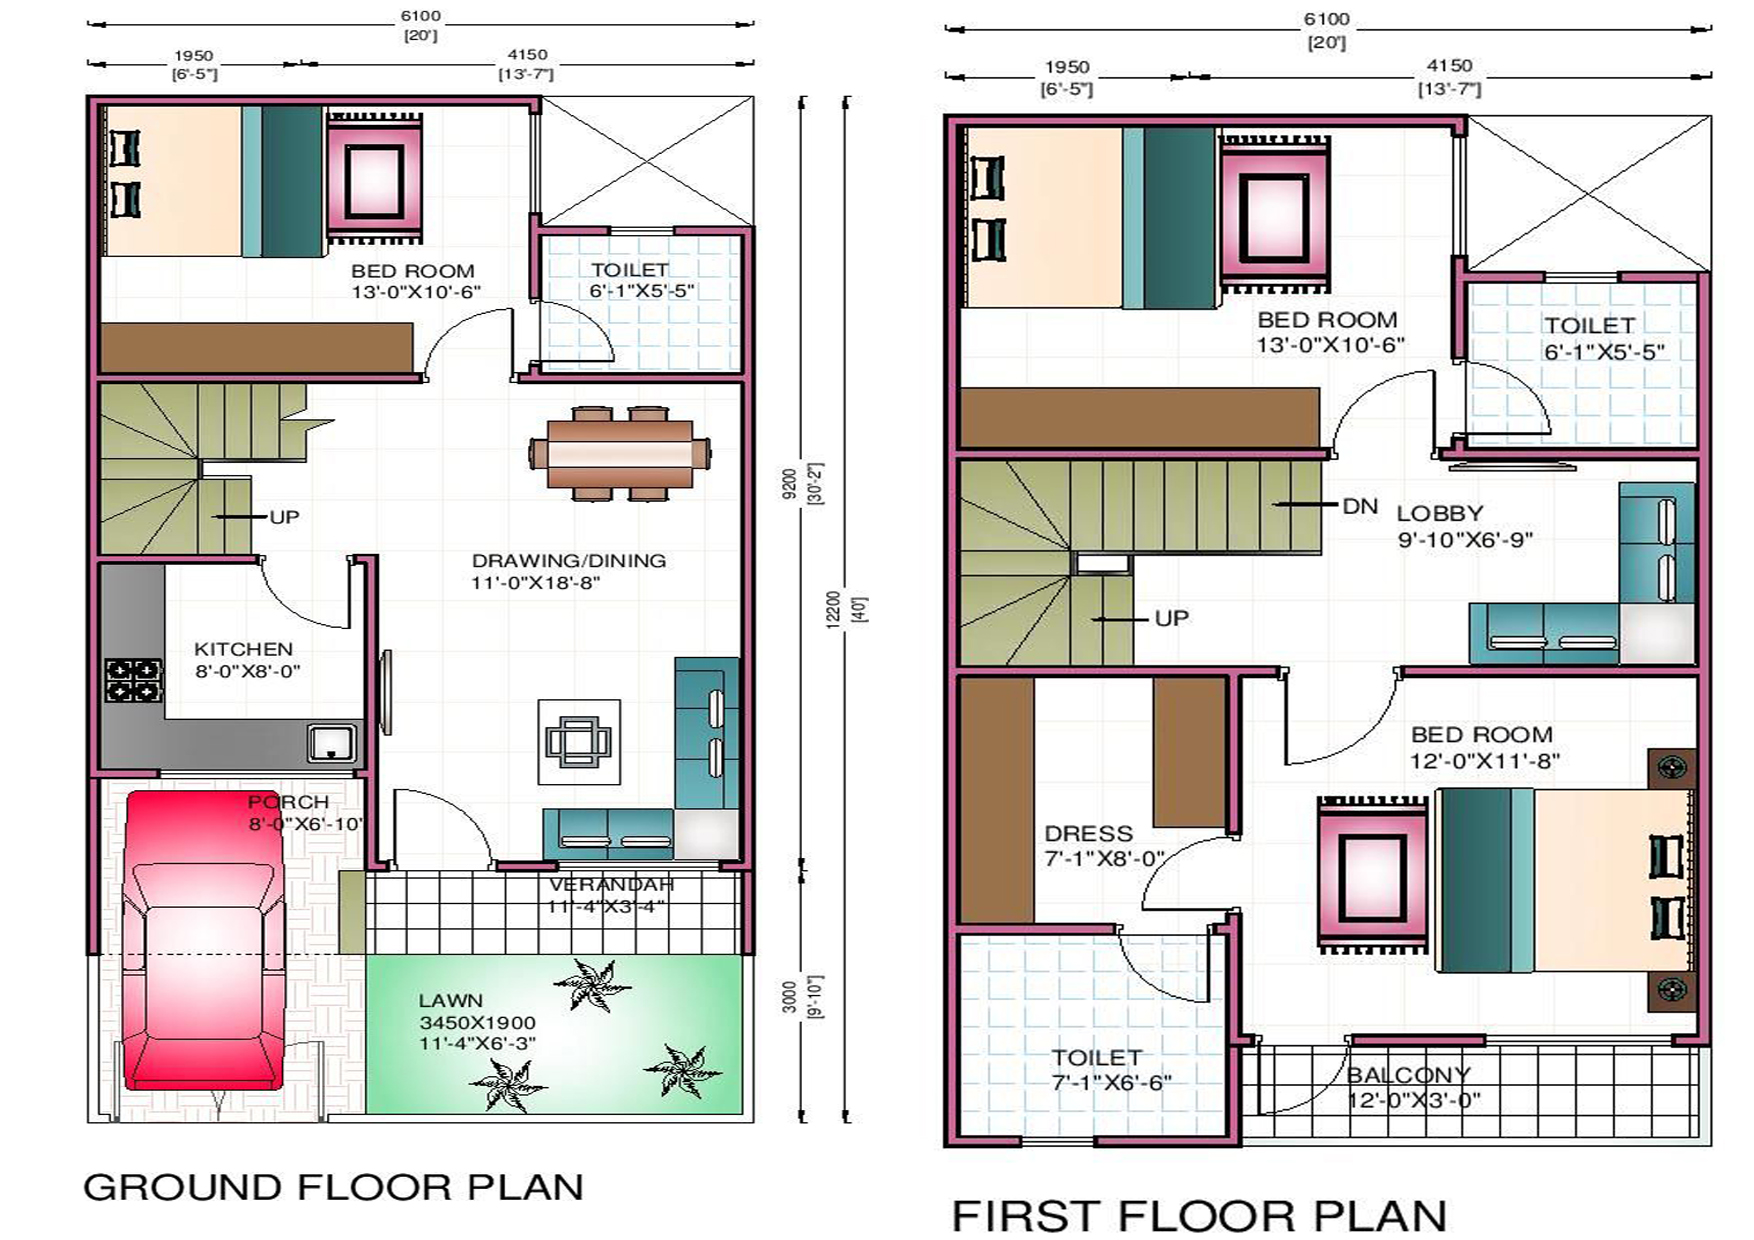 6100
[20']
1950
[6'-5"]
4150
[13'-7"]
BED ROOM
13'-0"X10'-6"
TOILET
6'-1"X5'-5"
UP
DRAWING/DINING
11'-0"X18'-8"
KITCHEN
8'-0"X8'-0"
PORCH
8'-0"X6'-10'
VERANDAH
11'-4"X3'-4"
LAWN
3450X1900
11'-4"X6'-3"
9200
[30'-2"]
12200
[40']
3000
[9'-10"]
GROUND FLOOR PLAN
6100
[20']
1950
[6'-5"]
4150
[13'-7"]
BED ROOM
13'-0"X10'-6"
TOILET
6'-1"X5'-5"
DN
LOBBY
9'-10"X6'-9"
UP
BED ROOM
12'-0"X11'-8"
DRESS
7'-1"X8'-0"
TOILET
7'-1"X6'-6"
BALCONY
12'-0"X3'-0"
FIRST FLOOR PLAN